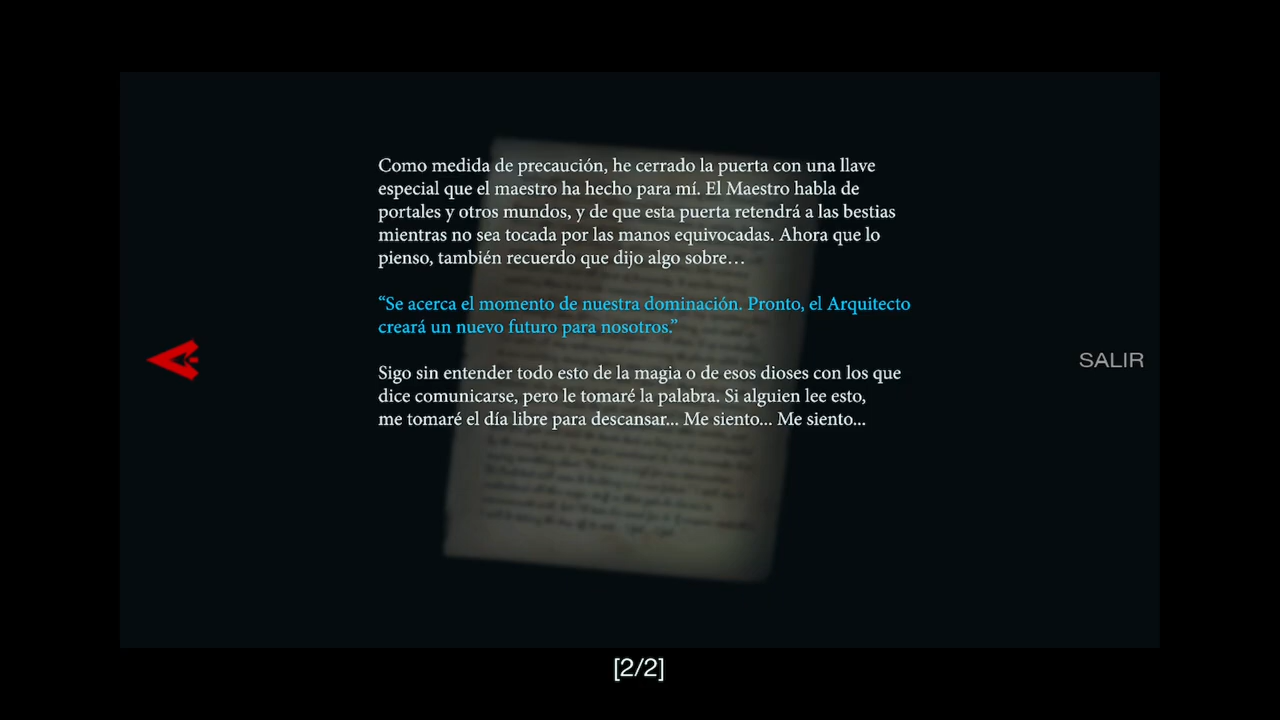 Como medida de precaución, he cerrado la puerta con una llave
especial que el maestro ha hecho para mí. El Maestro habla de
portales y otros mundos, y de que esta puerta retendrá a las bestias
mientras no sea tocada por las manos equivocadas. Ahora que lo
pienso, también recuerdo que dijo algo sobre…
“Se acerca el momento de nuestra dominación. Pronto, el Arquitecto
creará un nuevo futuro para nosotros.”
Sigo sin entender todo esto de la magia o de esos dioses con los que
dice comunicarse, pero le tomaré la palabra. Si alguien lee esto,
me tomaré el día libre para descansar... Me siento... Me siento...
SALIR
[2/2]